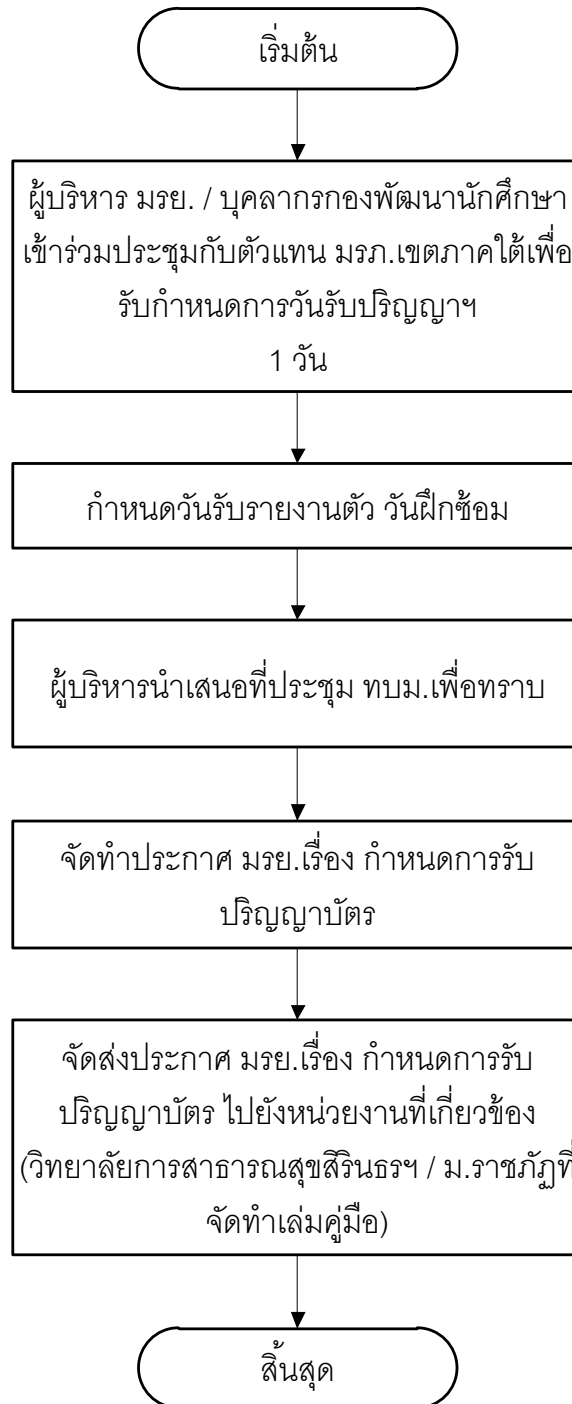 เริ่มต้น
ผู้บริหาร มรย. / บุคลากรกองพัฒนานักศึกษา
เข้าร่วมประชุมกับตัวแทน มรภ.เขตภาคใต้เพื่อ
รับกำหนดการวันรับปริญญาฯ
1 วัน
กำหนดวันรับรายงานตัว วันฝึกซ้อม
ผู้บริหารนำเสนอที่ประชุม ทบม.เพื่อทราบ
จัดทำประกาศ มรย.เรื่อง กำหนดการรับ
ปริญญาบัตร
จัดส่งประกาศ มรย.เรื่อง กำหนดการรับ
ปริญญาบัตร ไปยังหน่วยงานที่เกี่ยวข้อง
(วิทยาลัยการสาธารณสุขสิรินธรฯ / ม.ราชภัฏที่
จัดทำเล่มคู่มือ)
สิ้นสุด